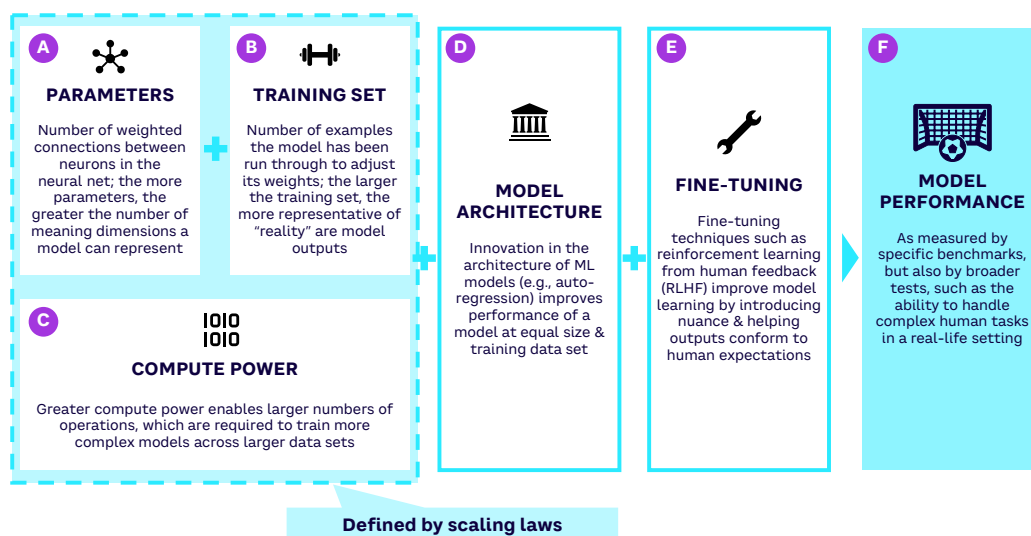 A
PARAMETERS
Number of weighted
connections between
neurons in the
neural net; the more
parameters, the
greater the number of
meaning dimensions a
model can represent
B
TRAINING SET
Number of examples
the model has been
run through to adjust
its weights; the larger
the training set, the
more representative of
“reality” are model
outputs
C
1010
1010
COMPUTE POWER
Greater compute power enables larger numbers of
operations, which are required to train more
complex models across larger data sets
D
MODEL
ARCHITECTURE
Innovation in the
architecture of ML
models (e.g., auto-
regression) improves
performance of a
model at equal size &
training data set
E
FINE-TUNING
Fine-tuning
techniques such as
reinforcement learning
from human feedback
(RLHF) improve model
learning by introducing
nuance & helping
outputs conform to
human expectations
F
MODEL
PERFORMANCE
As measured by
specific benchmarks,
but also by broader
tests, such as the
ability to handle
complex human tasks
in a real-life setting
Defined by scaling laws